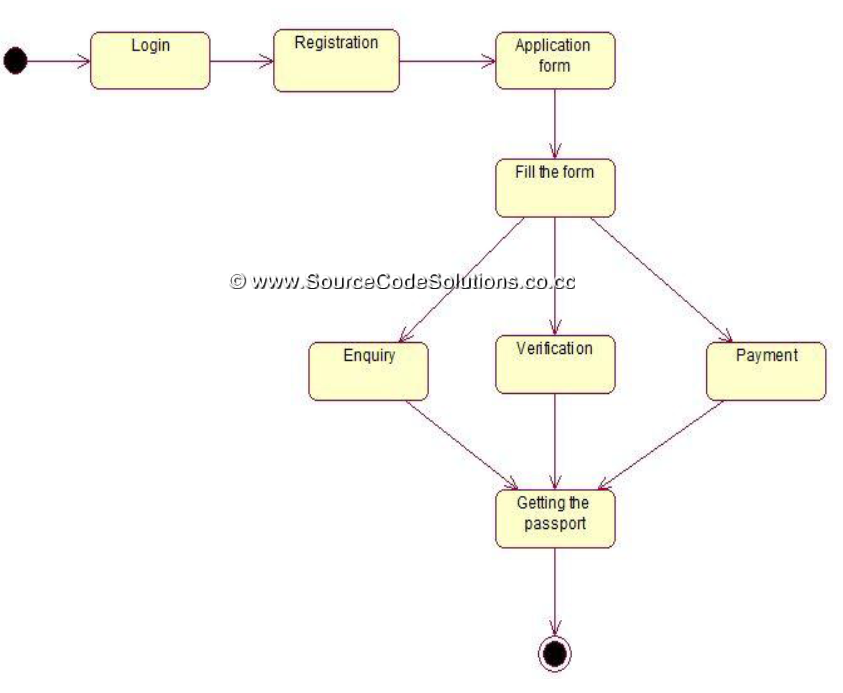 Login
Registration
Application
form
Fill the form
© www.SourceCodeSolutions.co.cc
Enquiry
Verification
Payment
Getting the
passport